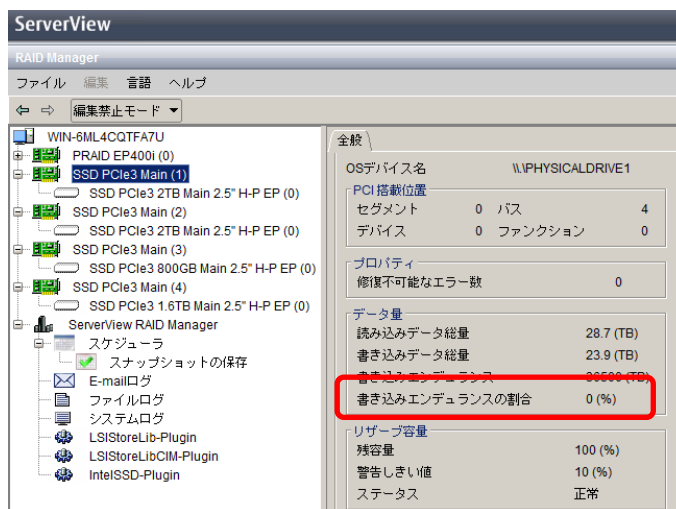 ServerView
RAID Manager
ファイル 編集 言語 ヘルプ
編集禁止モード
WIN-6ML4CQTFA7U
PRAID EP400i (0)
SSD PCIe3 Main (1)
SSD PCIe3 2TB Main 2.5" H-P EP (0)
SSD PCIe3 Main (2)
SSD PCIe3 2TB Main 2.5" H-P EP (0)
SSD PCIe3 Main (3)
SSD PCIe3 800GB Main 2.5" H-P EP (0)
SSD PCIe3 Main (4)
SSD PCIe3 1.6TB Main 2.5" H-P EP (0)
ServerView RAID Manager
スケジューラ
スナップショットの保存
E-mailログ
ファイルログ
システムログ
LSIStoreLib-Plugin
LSIStoreLibCIM-Plugin
IntelSSD-Plugin
全般
OSデバイス名 \\.\PHYSICALDRIVE1
PCI 搭載位置
セグメント 0 バス 4
デバイス 0 ファンクション 0
プロパティ
修復不可能なエラー数 0
データ量
読み込みデータ総量 28.7 (TB)
書き込みデータ総量 23.9 (TB)
書き込みエンデュランス (TB)
書き込みエンデュランスの割合 0 (%)
リザーブ容量
残容量 100 (%)
警告しきい値 10 (%)
ステータス 正常